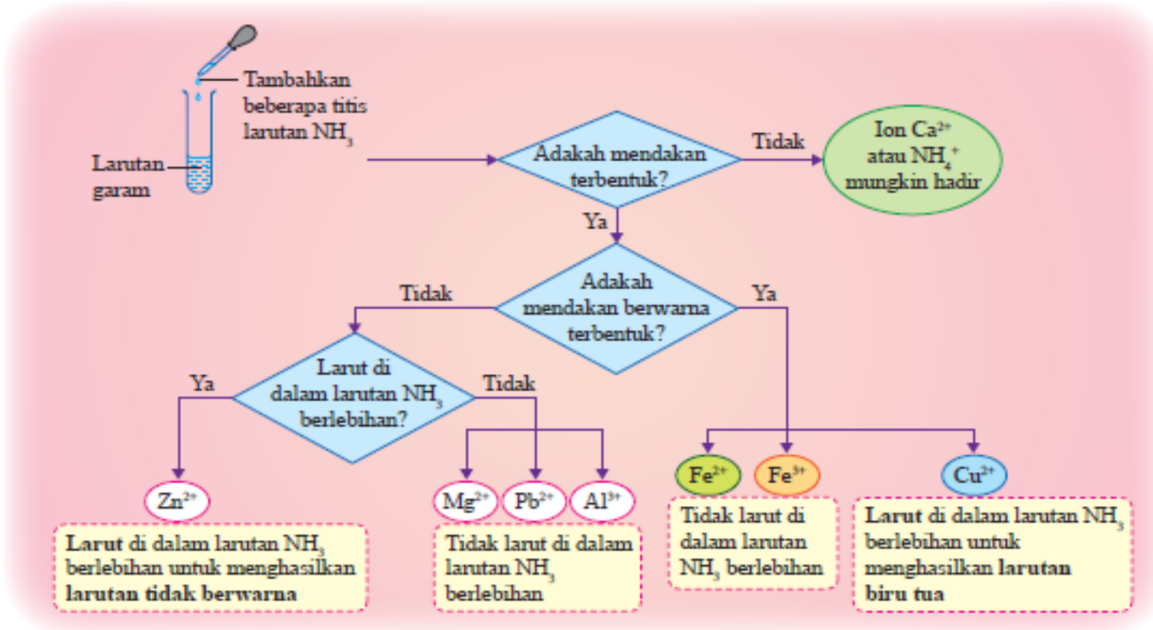 Tambahkan
beberapa titis
larutan NH₃
Larutan
garam
Adakah mendakan
terbentuk?
Tidak
Ion Ca²⁺
atau NH₄⁺
mungkin hadir
Ya
Adakah
mendakan berwarna
terbentuk?
Tidak
Ya
Larut di
dalam larutan NH₃
berlebihan?
Ya
Tidak
Zn²⁺
Mg²⁺
Pb²⁺
Al³⁺
Fe²⁺
Fe³⁺
Cu²⁺
Larut di dalam larutan NH₃
berlebihan untuk menghasilkan
larutan tidak berwarna
Tidak larut di dalam
larutan NH₃
berlebihan
Tidak larut di
dalam larutan
NH₃ berlebihan
Larut di dalam larutan NH₃
berlebihan untuk
menghasilkan larutan
biru tua